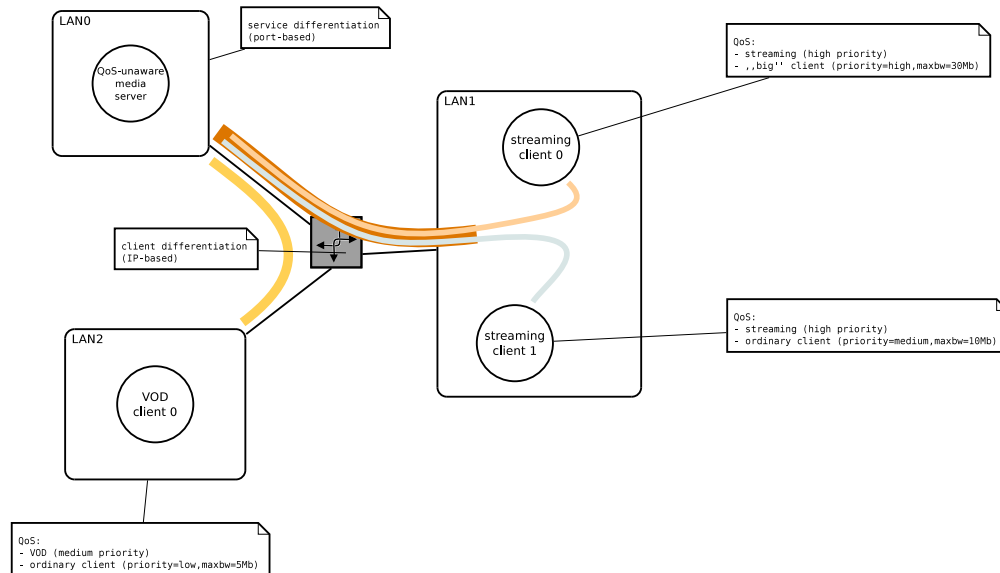 LAN0
QoS-unaware
media
server
service differentiation
(port-based)
QoS:
- streaming (high priority)
- ,,big'' client (priority=high,maxbw=30Mb)
LAN1
streaming
client 0
client differentiation
(IP-based)
streaming
client 1
QoS:
- streaming (high priority)
- ordinary client (priority=medium,maxbw=10Mb)
LAN2
VOD
client 0
QoS:
- VOD (medium priority)
- ordinary client (priority=low,maxbw=5Mb)